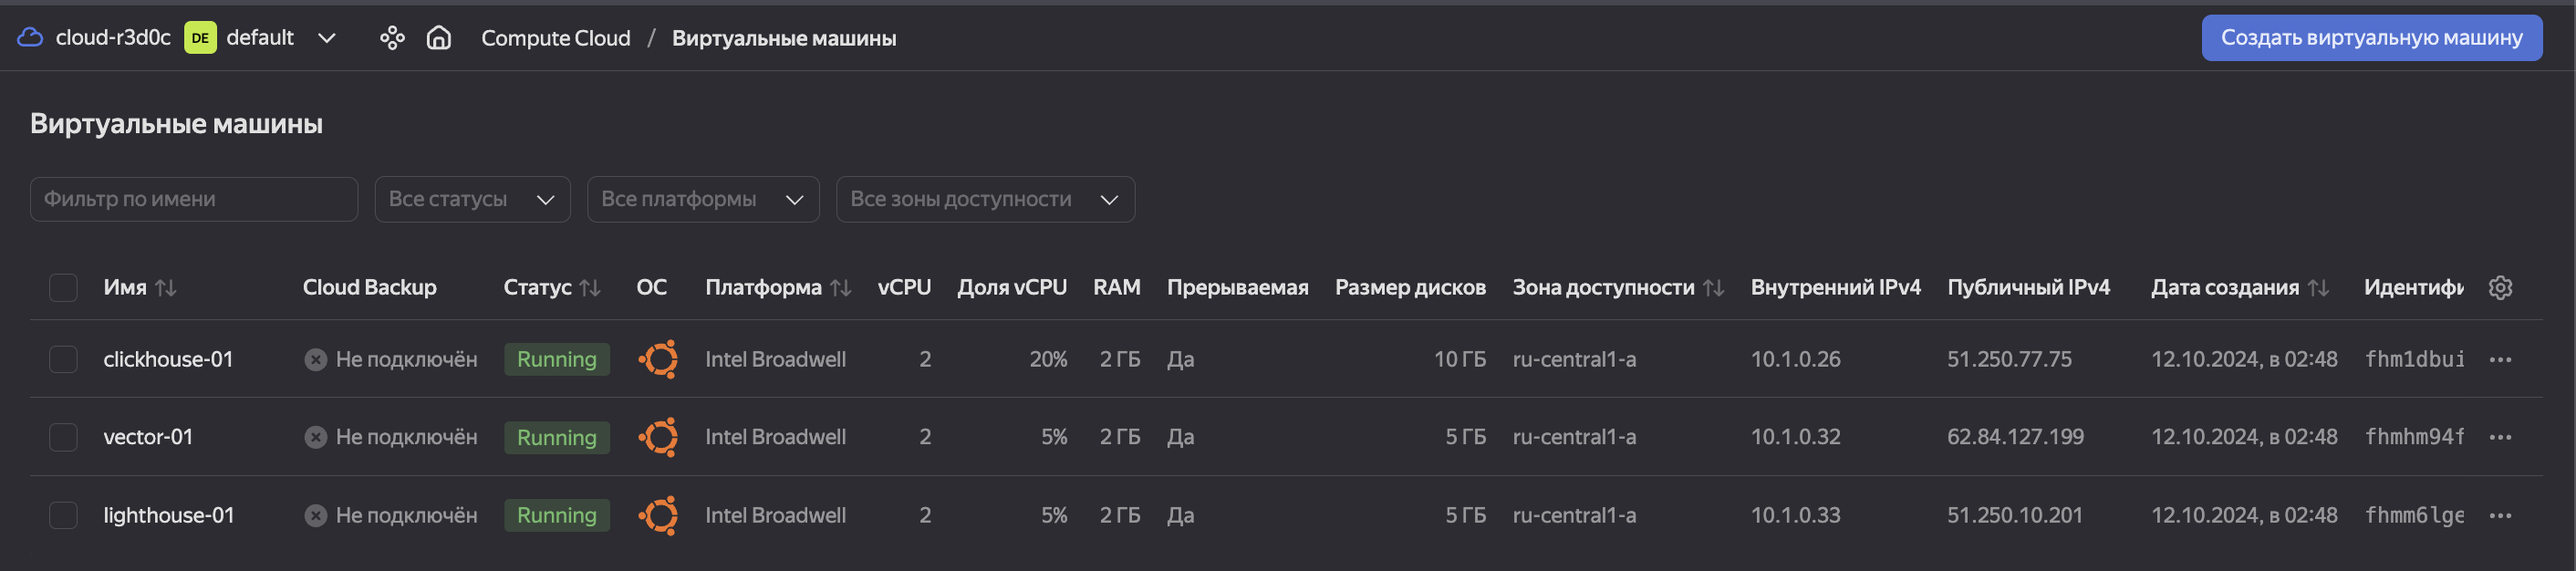 cloud-r3d0c DE default Compute Cloud / Виртуальные машины Создать виртуальную машину
Виртуальные машины
Фильтр по имени Все статусы Все платформы Все зоны доступности
Имя Cloud Backup Статус ОС Платформа vCPU Доля vCPU RAM Прерываемая Размер дисков Зона доступности Внутренний IPv4 Публичный IPv4 Дата создания Идентифи
clickhouse-01 Не подключён Running Intel Broadwell 2 20% 2 ГБ Да 10 ГБ ru-central1-a 10.1.0.26 51.250.77.75 12.10.2024, в 02:48 fhm1dbui
vector-01 Не подключён Running Intel Broadwell 2 5% 2 ГБ Да 5 ГБ ru-central1-a 10.1.0.32 62.84.127.199 12.10.2024, в 02:48 fhmhm94f
lighthouse-01 Не подключён Running Intel Broadwell 2 5% 2 ГБ Да 5 ГБ ru-central1-a 10.1.0.33 51.250.10.201 12.10.2024, в 02:48 fhmm6lge